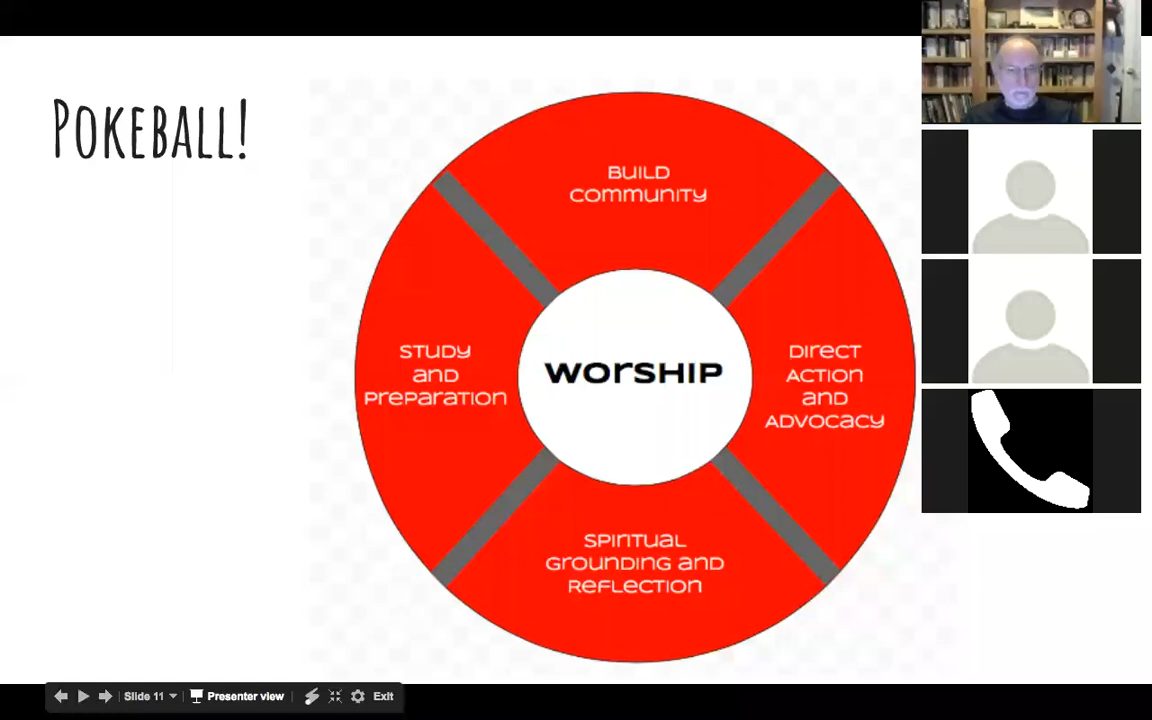 POKEBALL!
BUILD
COMMUNITY
STUDY
AND
PREPARATION
WORSHIP
DIRECT
ACTION
AND
ADVOCACY
SPIRITUAL
GROUNDING AND
REFLECTION
Slide 11
Presenter view
Exit